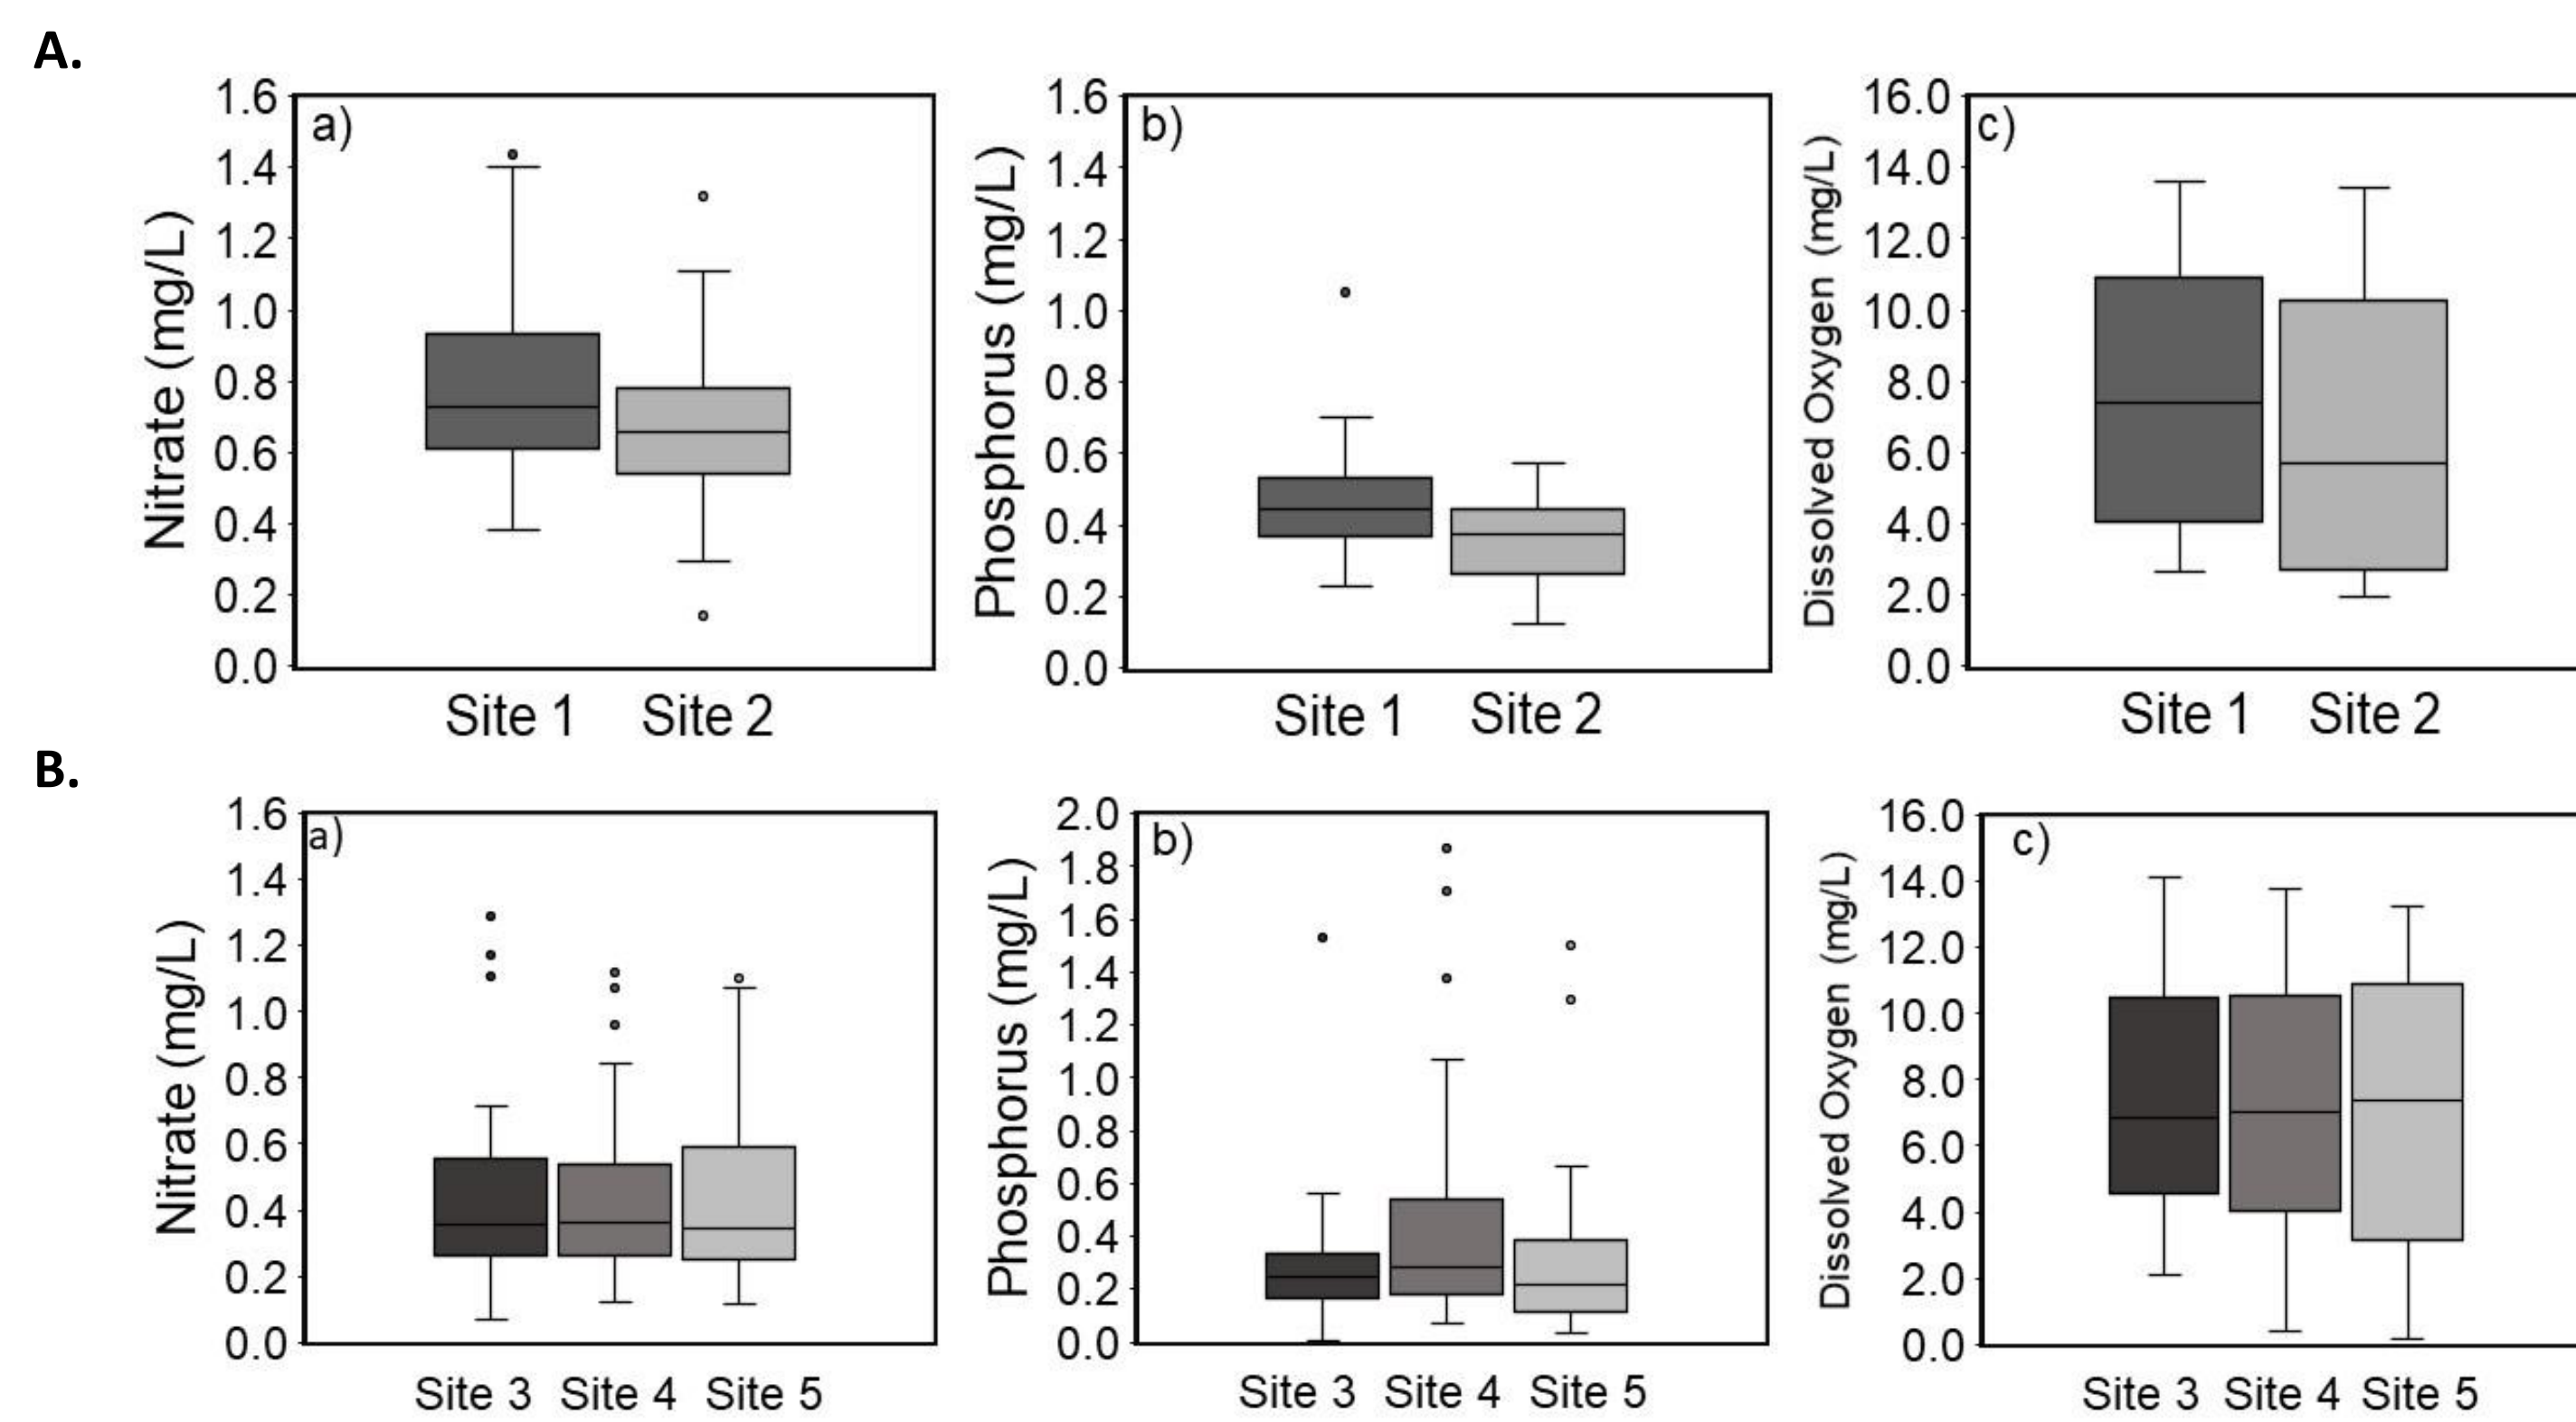 A.
a)
Nitrate (mg/L)
1.6
1.4
1.2
1.0
0.8
0.6
0.4
0.2
0.0
Site 1 Site 2
b)
Phosphorus (mg/L)
1.6
1.4
1.2
1.0
0.8
0.6
0.4
0.2
0.0
Site 1 Site 2
c)
Dissolved Oxygen (mg/L)
16.0
14.0
12.0
10.0
8.0
6.0
4.0
2.0
0.0
Site 1 Site 2
B.
a)
Nitrate (mg/L)
1.6
1.4
1.2
1.0
0.8
0.6
0.4
0.2
0.0
Site 3 Site 4 Site 5
b)
Phosphorus (mg/L)
2.0
1.8
1.6
1.4
1.2
1.0
0.8
0.6
0.4
0.2
0.0
Site 3 Site 4 Site 5
c)
Dissolved Oxygen (mg/L)
16.0
14.0
12.0
10.0
8.0
6.0
4.0
2.0
0.0
Site 3 Site 4 Site 5